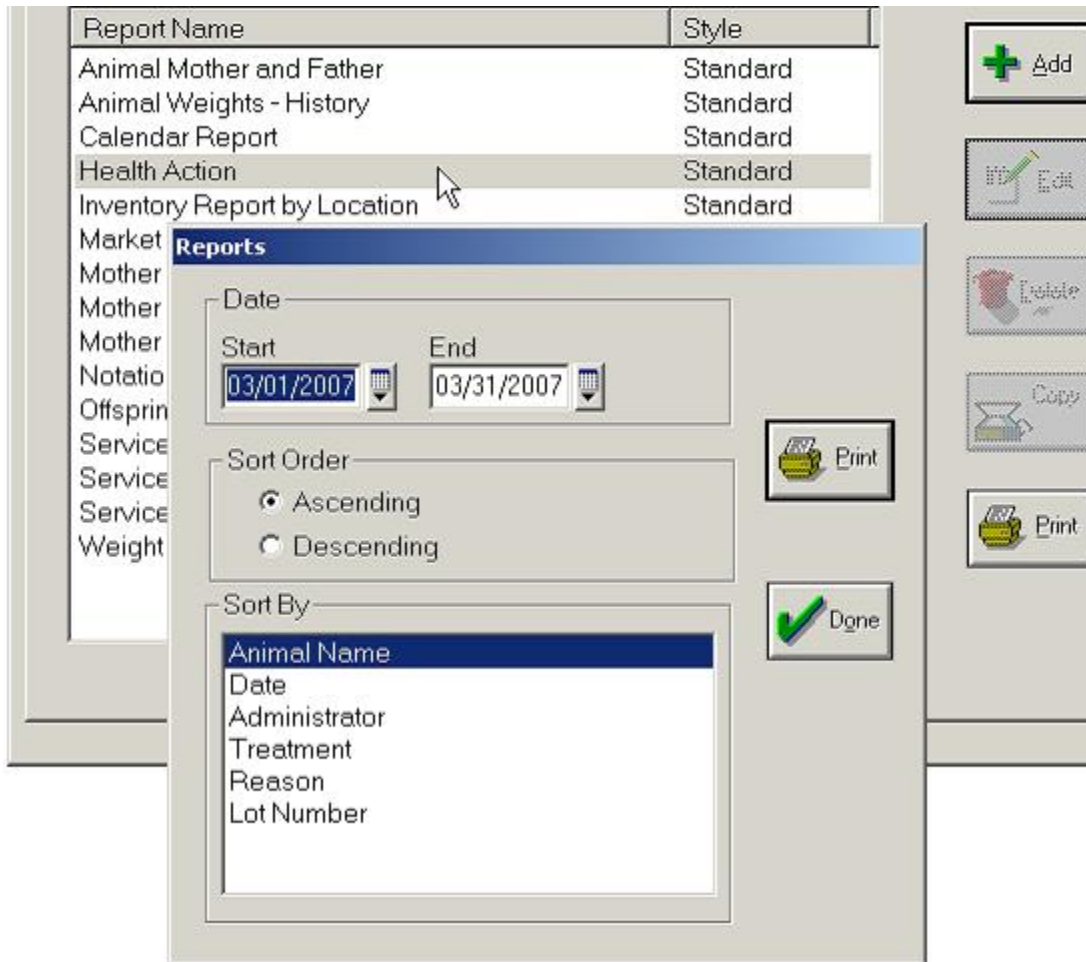 Report Name Style
Animal Mother and Father Standard
Animal Weights - History Standard
Calendar Report Standard
Health Action Standard
Inventory Report by Location Standard
Market
Mother
Mother
Mother
Notatio
Offsprin
Service
Service
Service
Weight
Add
Edit
Delete
Copy
Print
Reports
Date
Start End
03/01/2007 03/31/2007
Sort Order
Ascending
Descending
Sort By
Animal Name
Date
Administrator
Treatment
Reason
Lot Number
Print
Done